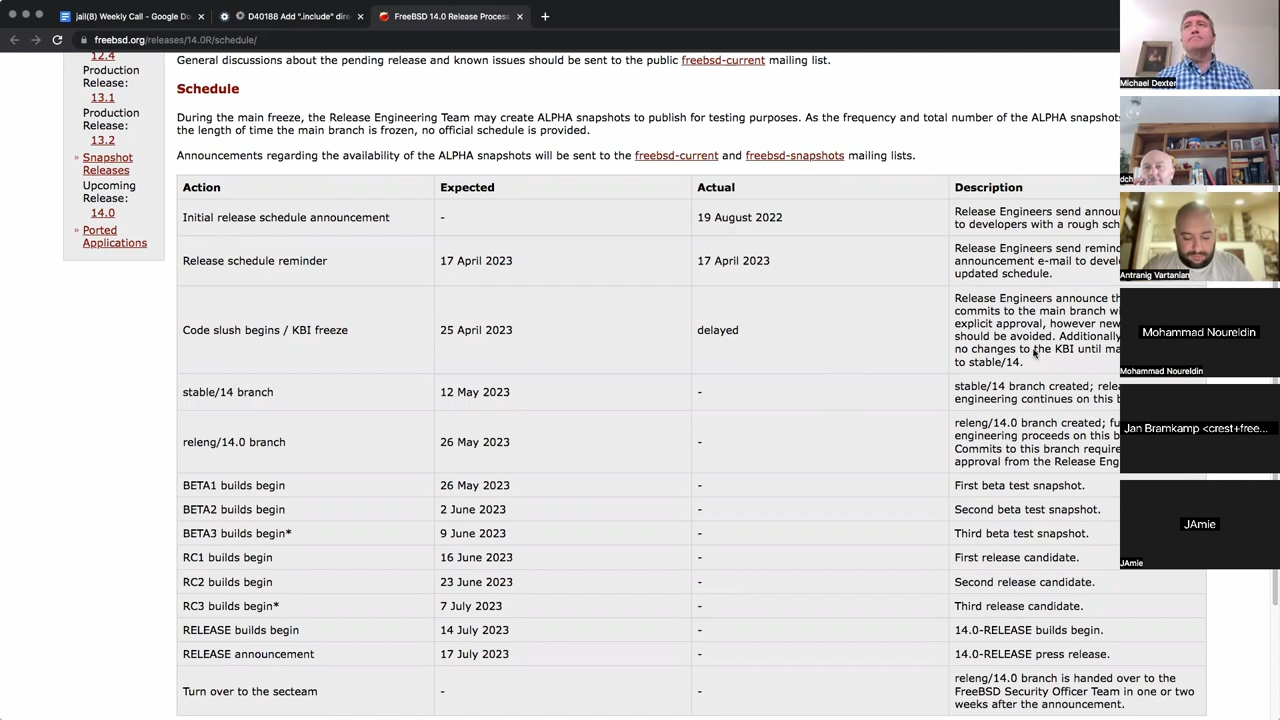 jail(8) Weekly Call - Google Do
D40188 Add ".include" dire
FreeBSD 14.0 Release Process
freebsd.org/releases/14.0R/schedule/
12.4
Production
Release:
13.1
Production
Release:
13.2
» Snapshot
Releases
Upcoming
Release:
14.0
» Ported
Applications
General discussions about the pending release and known issues should be sent to the public freebsd-current mailing list.
Schedule
During the main freeze, the Release Engineering Team may create ALPHA snapshots to publish for testing purposes. As the frequency and total number of the ALPHA snapshots
the length of time the main branch is frozen, no official schedule is provided.
Announcements regarding the availability of the ALPHA snapshots will be sent to the freebsd-current and freebsd-snapshots mailing lists.
Action Expected Actual Description
Initial release schedule announcement - 19 August 2022 Release Engineers send annou
to developers with a rough sch
Release schedule reminder 17 April 2023 17 April 2023 Release Engineers send remind
announcement e-mail to devel
updated schedule.
Code slush begins / KBI freeze 25 April 2023 delayed Release Engineers announce th
commits to the main branch wi
explicit approval, however new
should be avoided. Additionally
no changes to the KBI until ma
to stable/14.
stable/14 branch 12 May 2023 - stable/14 branch created; relea
engineering continues on this b
releng/14.0 branch 26 May 2023 - releng/14.0 branch created; fu
engineering proceeds on this b
Commits to this branch require
approval from the Release Eng
BETA1 builds begin 26 May 2023 - First beta test snapshot.
BETA2 builds begin 2 June 2023 - Second beta test snapshot.
BETA3 builds begin* 9 June 2023 - Third beta test snapshot.
RC1 builds begin 16 June 2023 - First release candidate.
RC2 builds begin 23 June 2023 - Second release candidate.
RC3 builds begin* 7 July 2023 - Third release candidate.
RELEASE builds begin 14 July 2023 - 14.0-RELEASE builds begin.
RELEASE announcement 17 July 2023 - 14.0-RELEASE press release.
Turn over to the secteam - - releng/14.0 branch is handed over to the
FreeBSD Security Officer Team in one or two
weeks after the announcement.
Michael Dexter
dch
Antranig Vartanian
Mohammad Noureldin
Mohammad Noureldin
Jan Bramkamp <crest+free...
JAmie
JAmie